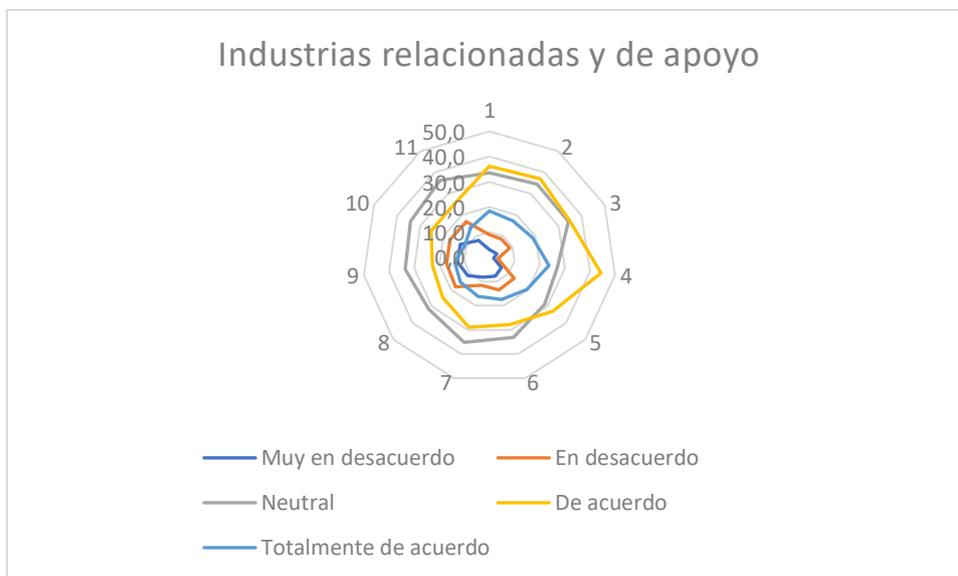 Industrias relacionadas y de apoyo
1
50,0
11
2
40,0
30,0
10
3
20,0
10,0
0,0
9
4
8
5
7
6
Muy en desacuerdo
En desacuerdo
Neutral
De acuerdo
Totalmente de acuerdo